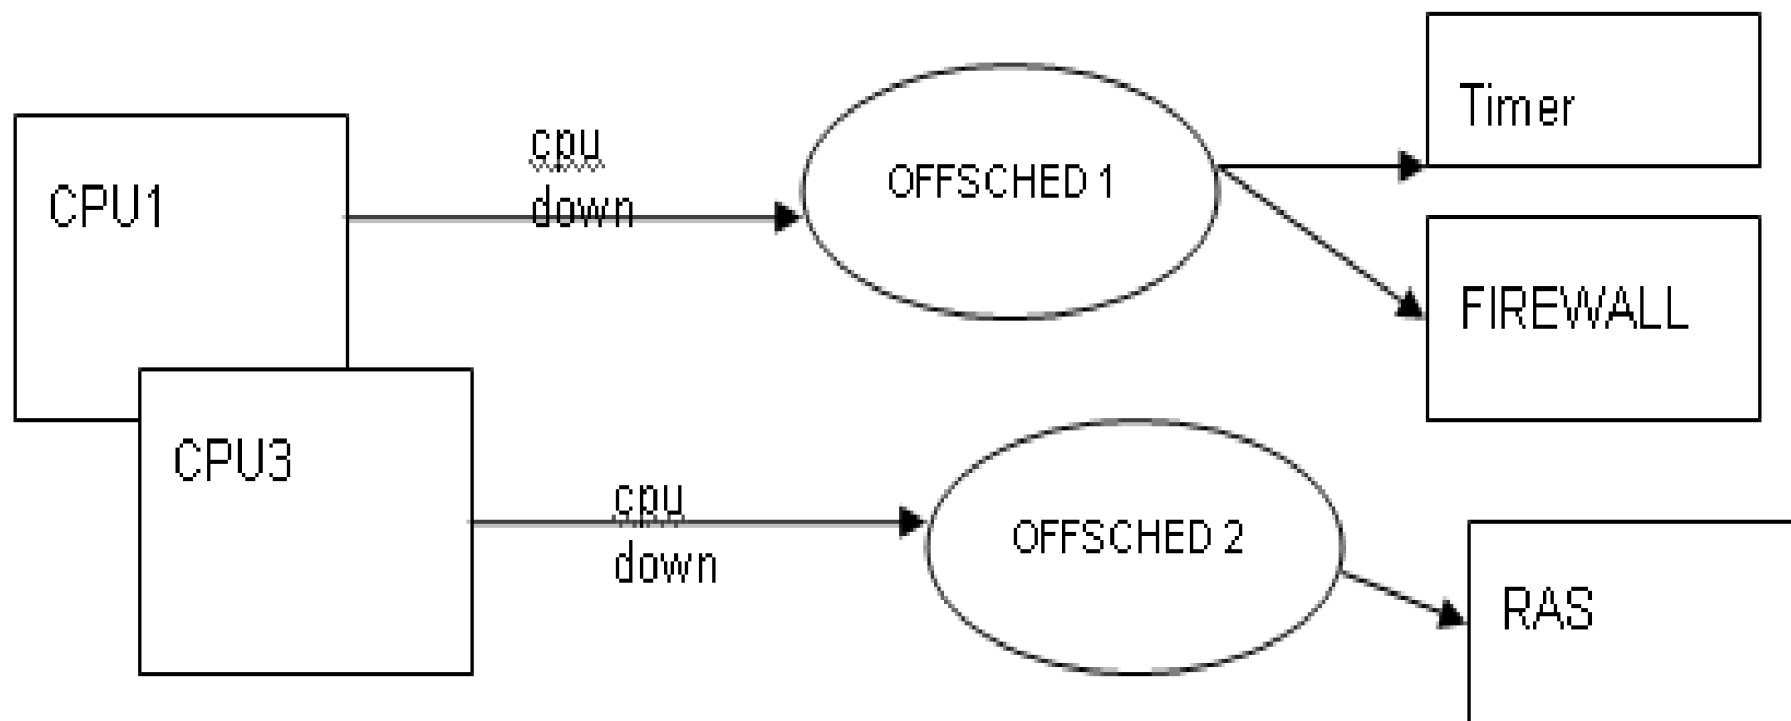 CPU1
cpu
down
OFFSCHED 1
Timer
FIREWALL
CPU3
cpu
down
OFFSCHED 2
RAS